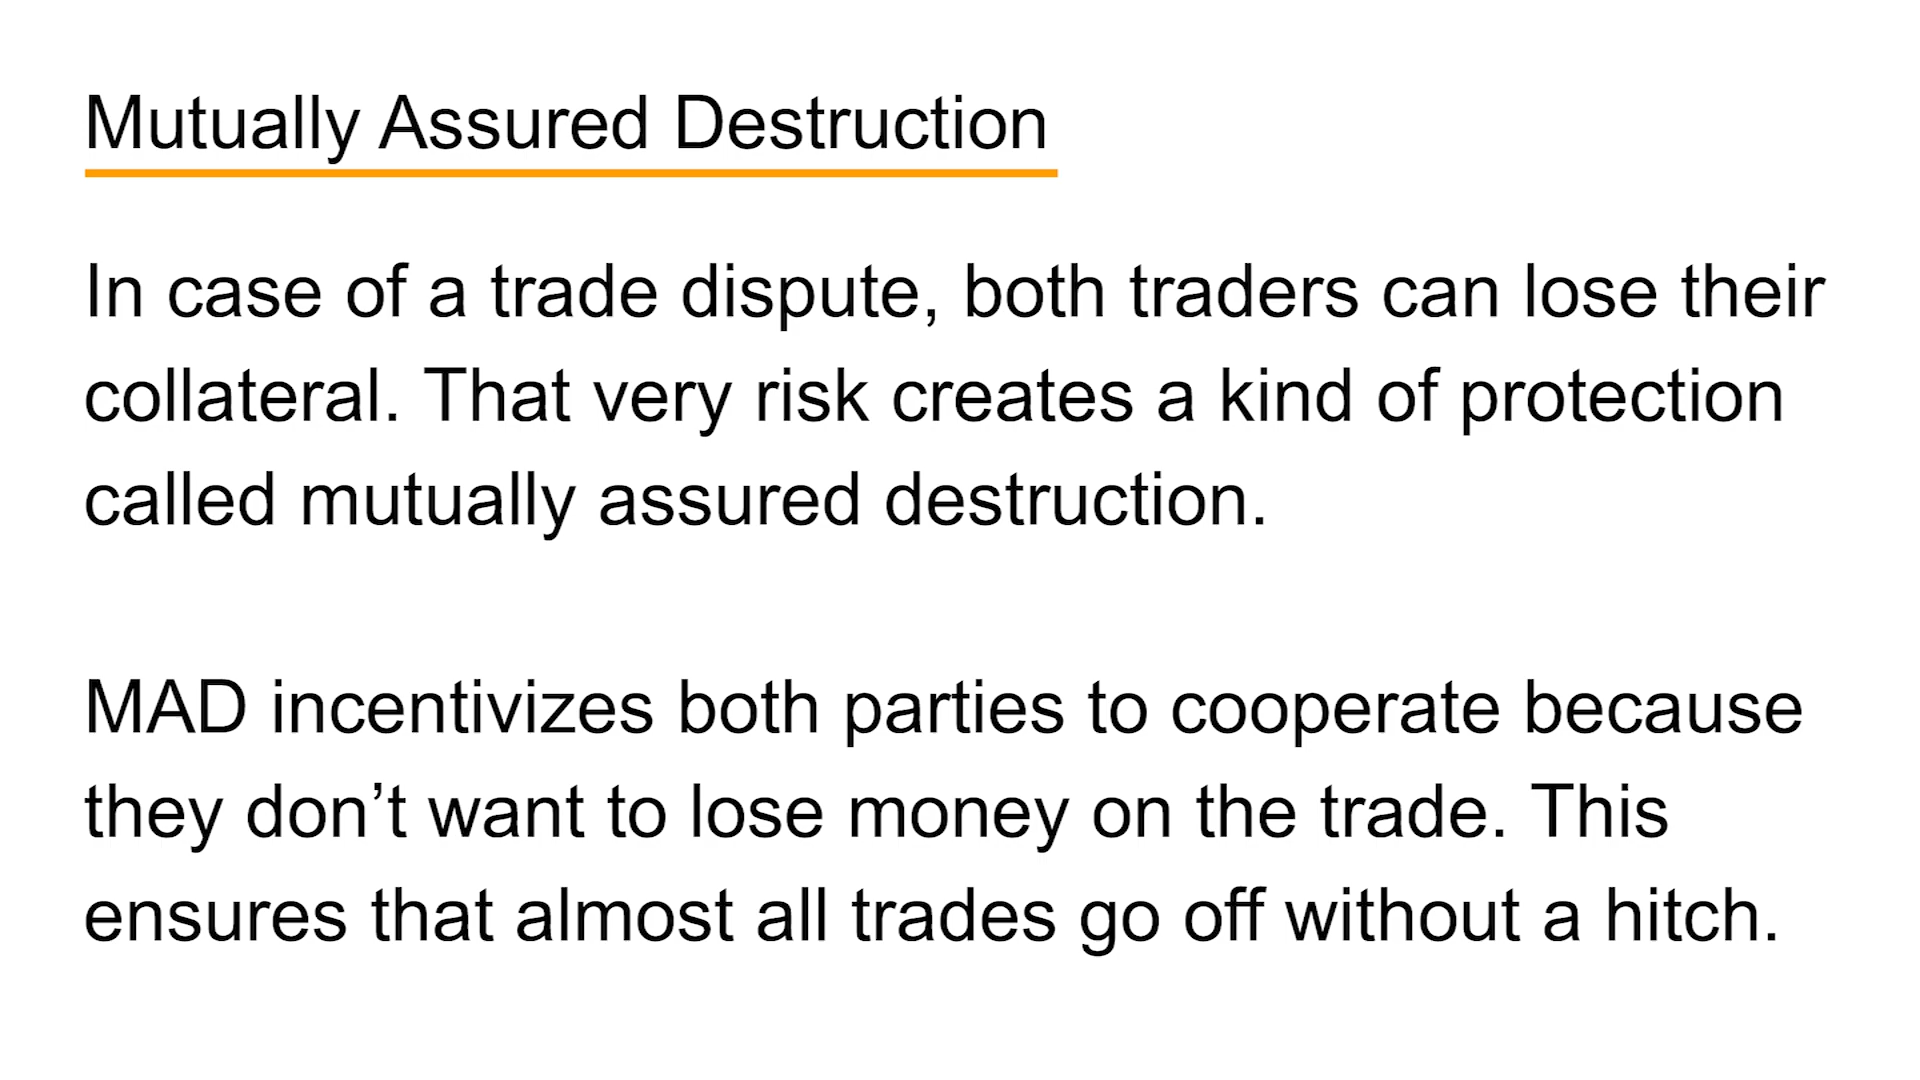 Mutually Assured Destruction
In case of a trade dispute, both traders can lose their
collateral. That very risk creates a kind of protection
called mutually assured destruction.
MAD incentivizes both parties to cooperate because
they don’t want to lose money on the trade. This
ensures that almost all trades go off without a hitch.